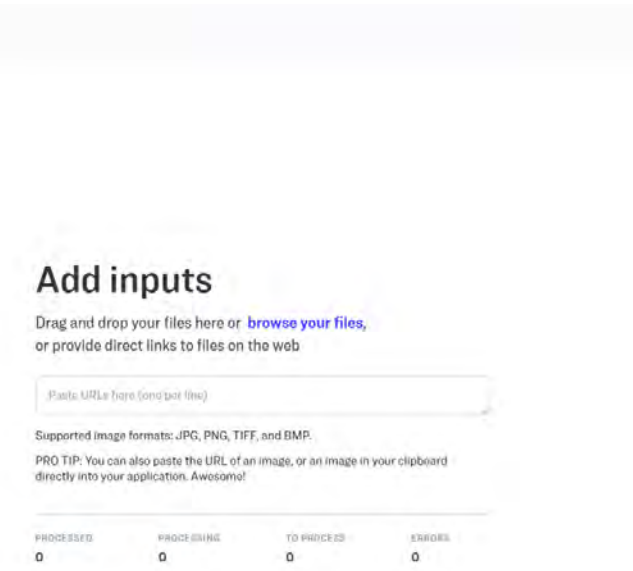 Add inputs
Drag and drop your files here or browse your files,
or provide direct links to files on the web
Paste URLs here (one per line)
Supported image formats: JPG, PNG, TIFF, and BMP.
PRO TIP: You can also paste the URL of an image, or an image in your clipboard
directly into your application. Awesome!
PROCESSED PROCESSING TO PROCESS ERRORS
0 0 0 0